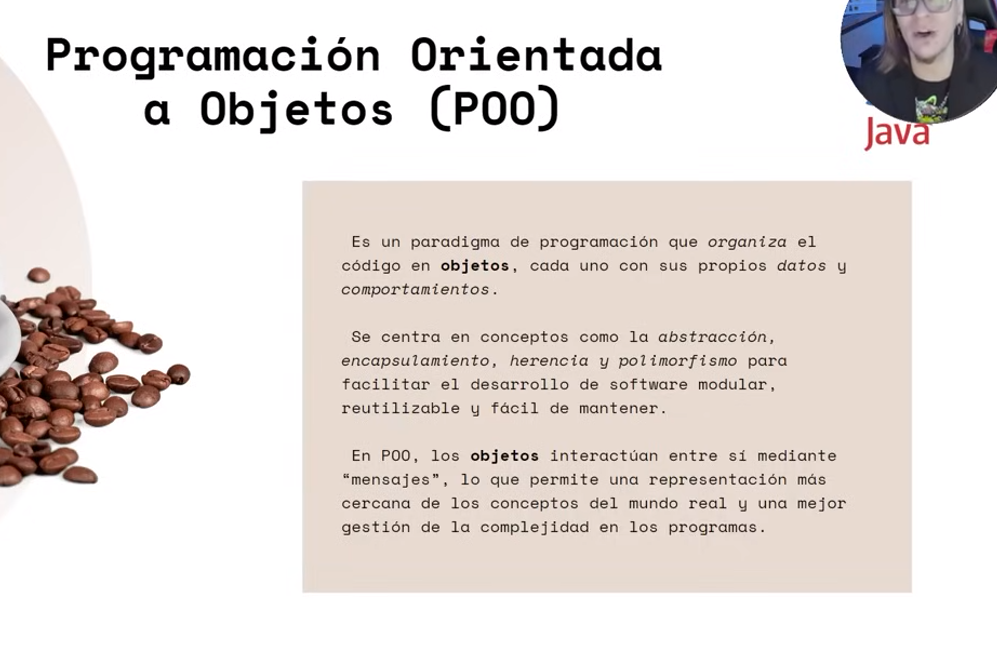 Programación Orientada
a Objetos (POO)
Java
Es un paradigma de programación que organiza el
código en objetos, cada uno con sus propios datos y
comportamientos.
Se centra en conceptos como la abstracción,
encapsulamiento, herencia y polimorfismo para
facilitar el desarrollo de software modular,
reutilizable y fácil de mantener.
En POO, los objetos interactúan entre sí mediante
“mensajes”, lo que permite una representación más
cercana de los conceptos del mundo real y una mejor
gestión de la complejidad en los programas.